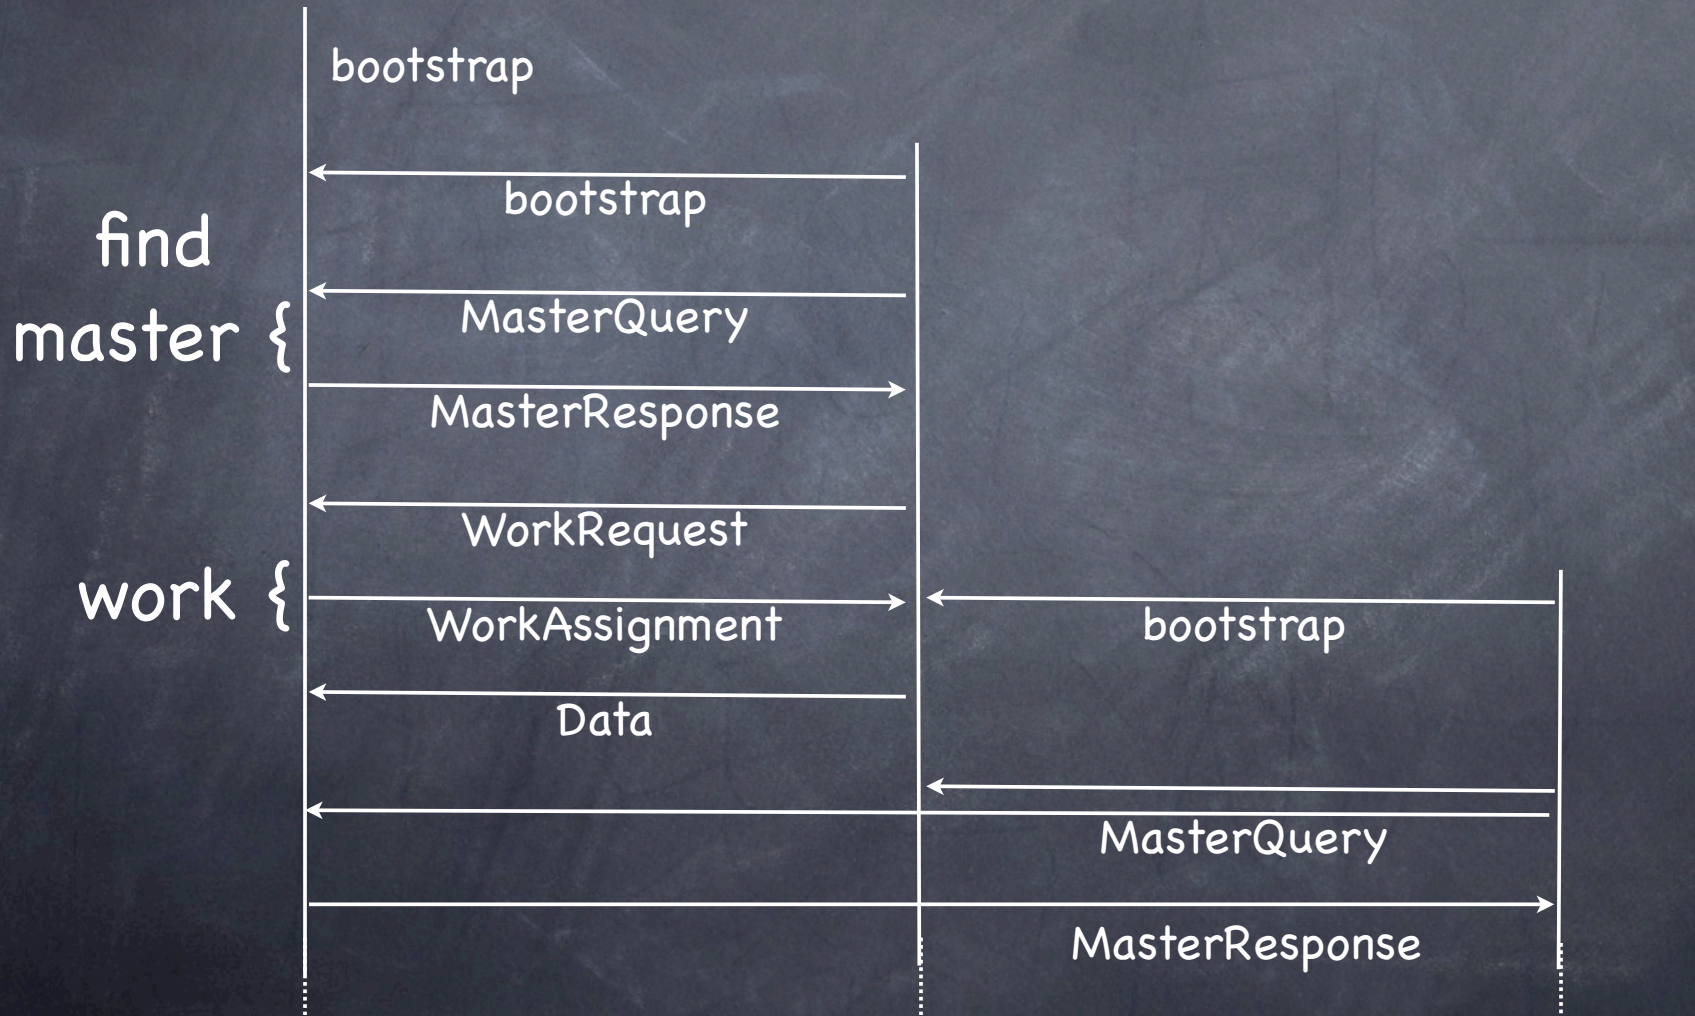 bootstrap
bootstrap
find
master {
MasterQuery
MasterResponse
WorkRequest
work {
WorkAssignment
bootstrap
Data
MasterQuery
MasterResponse